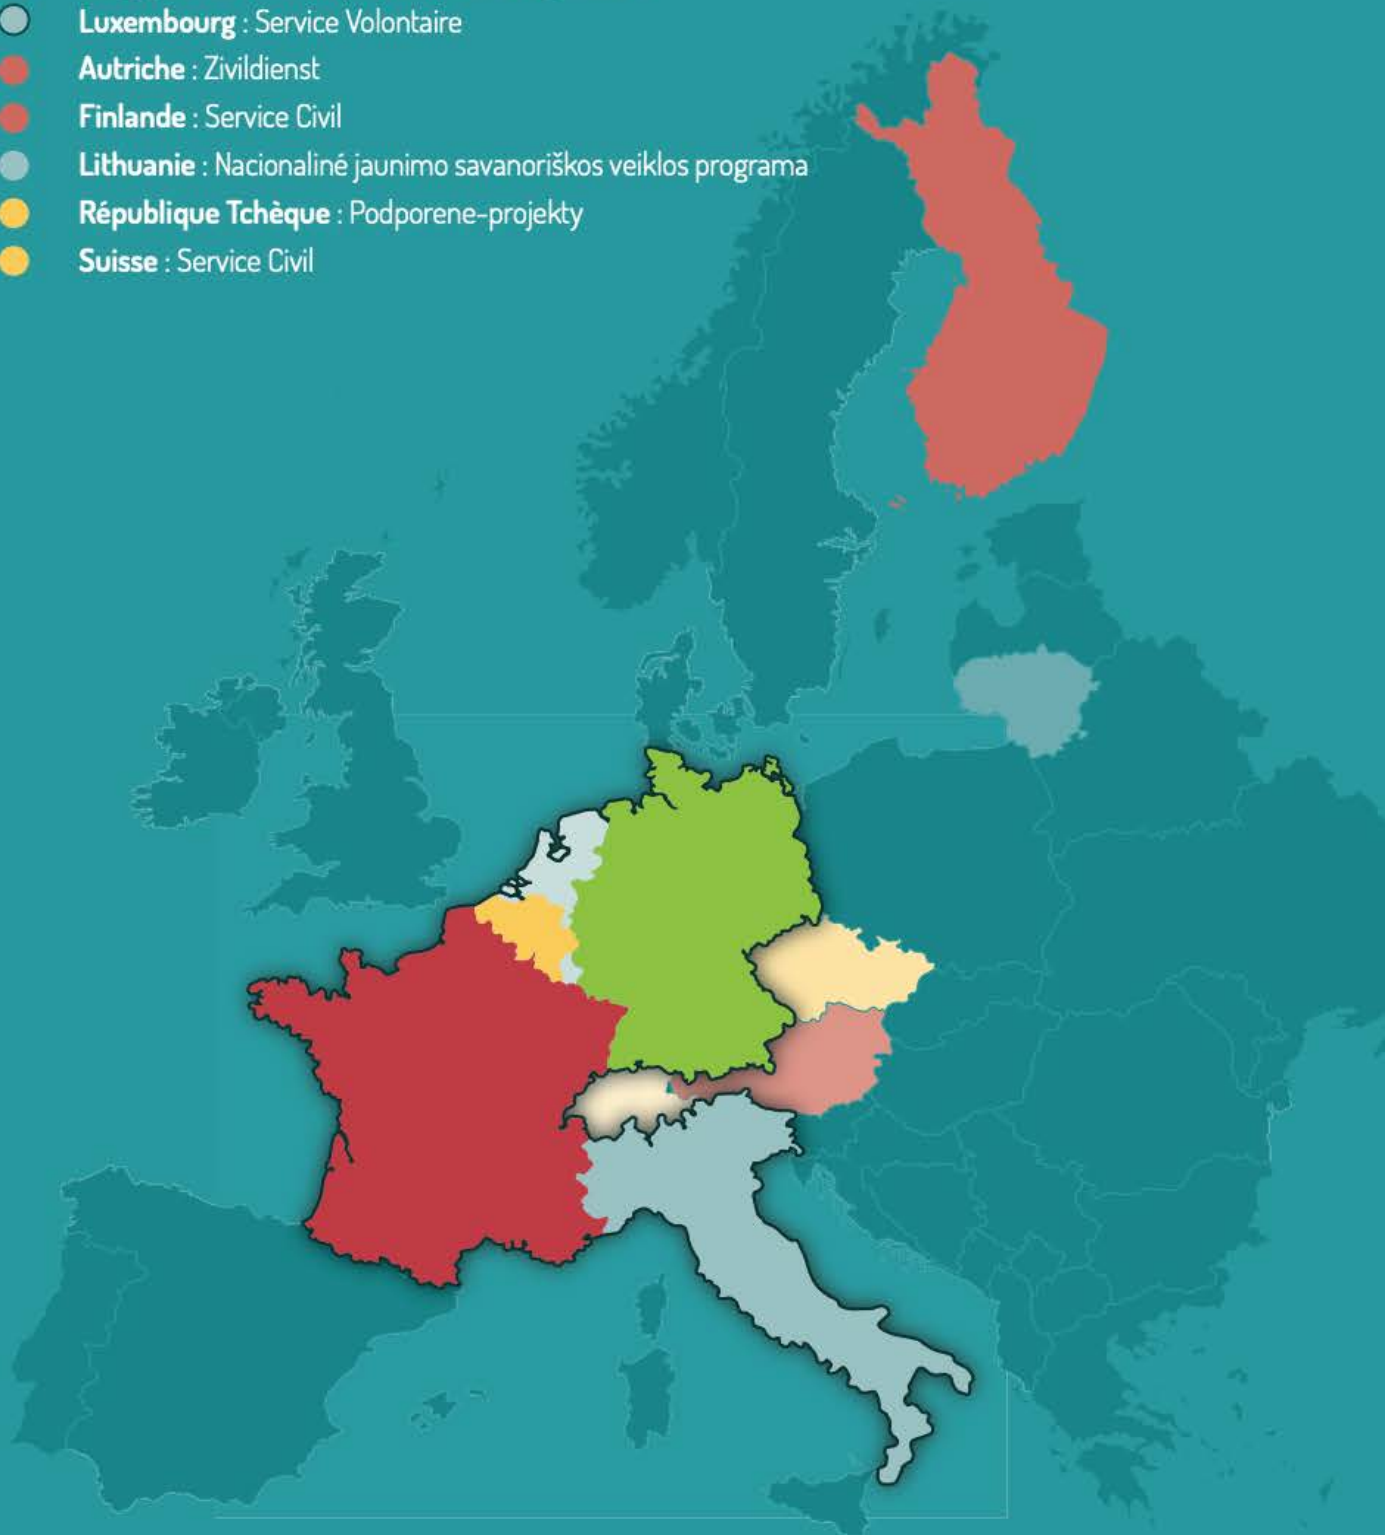 Luxembourg : Service Volontaire
Autriche : Zivildienst
Finlande : Service Civil
Lithuanie : Nacionaliné jaunimo savanoriškos veiklos programa
République Tchèque : Podporene-projekty
Suisse : Service Civil